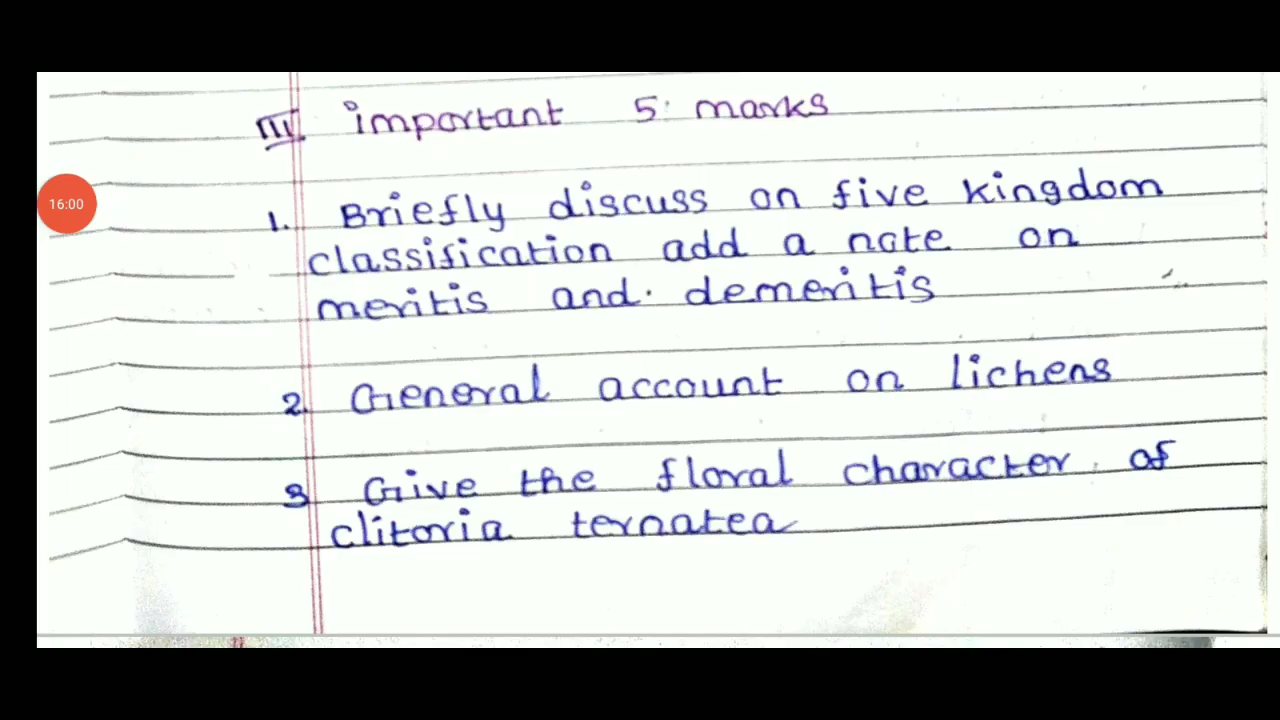 III important 5 marks
16:00
1. Briefly discuss on five kingdom
classification add a note on
meritis and demeritis
2. General account on lichens
3 Give the floral character of
clitoria ternatea